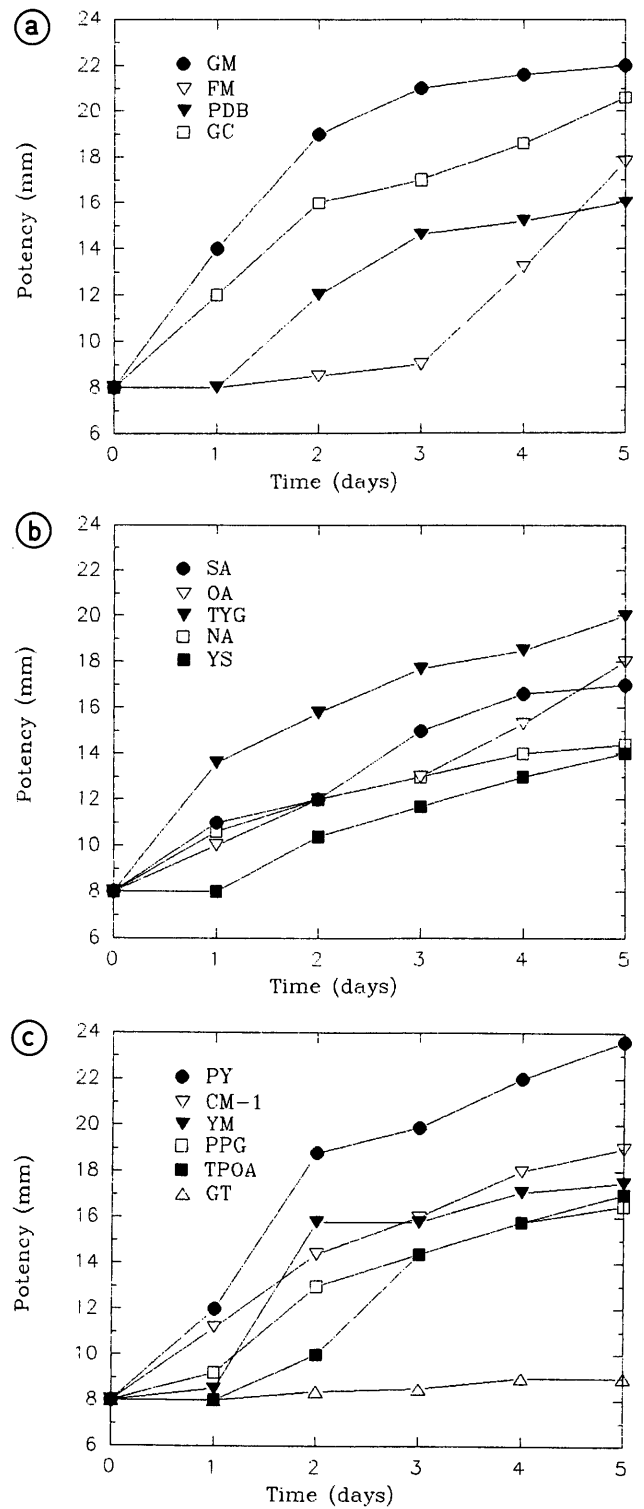 a
24
22
20
18
16
14
12
10
8
6
Potency (mm)
GM
FM
PDB
GC
0 1 2 3 4 5
Time (days)
b
24
22
20
18
16
14
12
10
8
6
Potency (mm)
SA
OA
TYG
NA
YS
0 1 2 3 4 5
Time (days)
c
24
22
20
18
16
14
12
10
8
6
Potency (mm)
PY
CM-1
YM
PPG
TPOA
GT
0 1 2 3 4 5
Time (days)